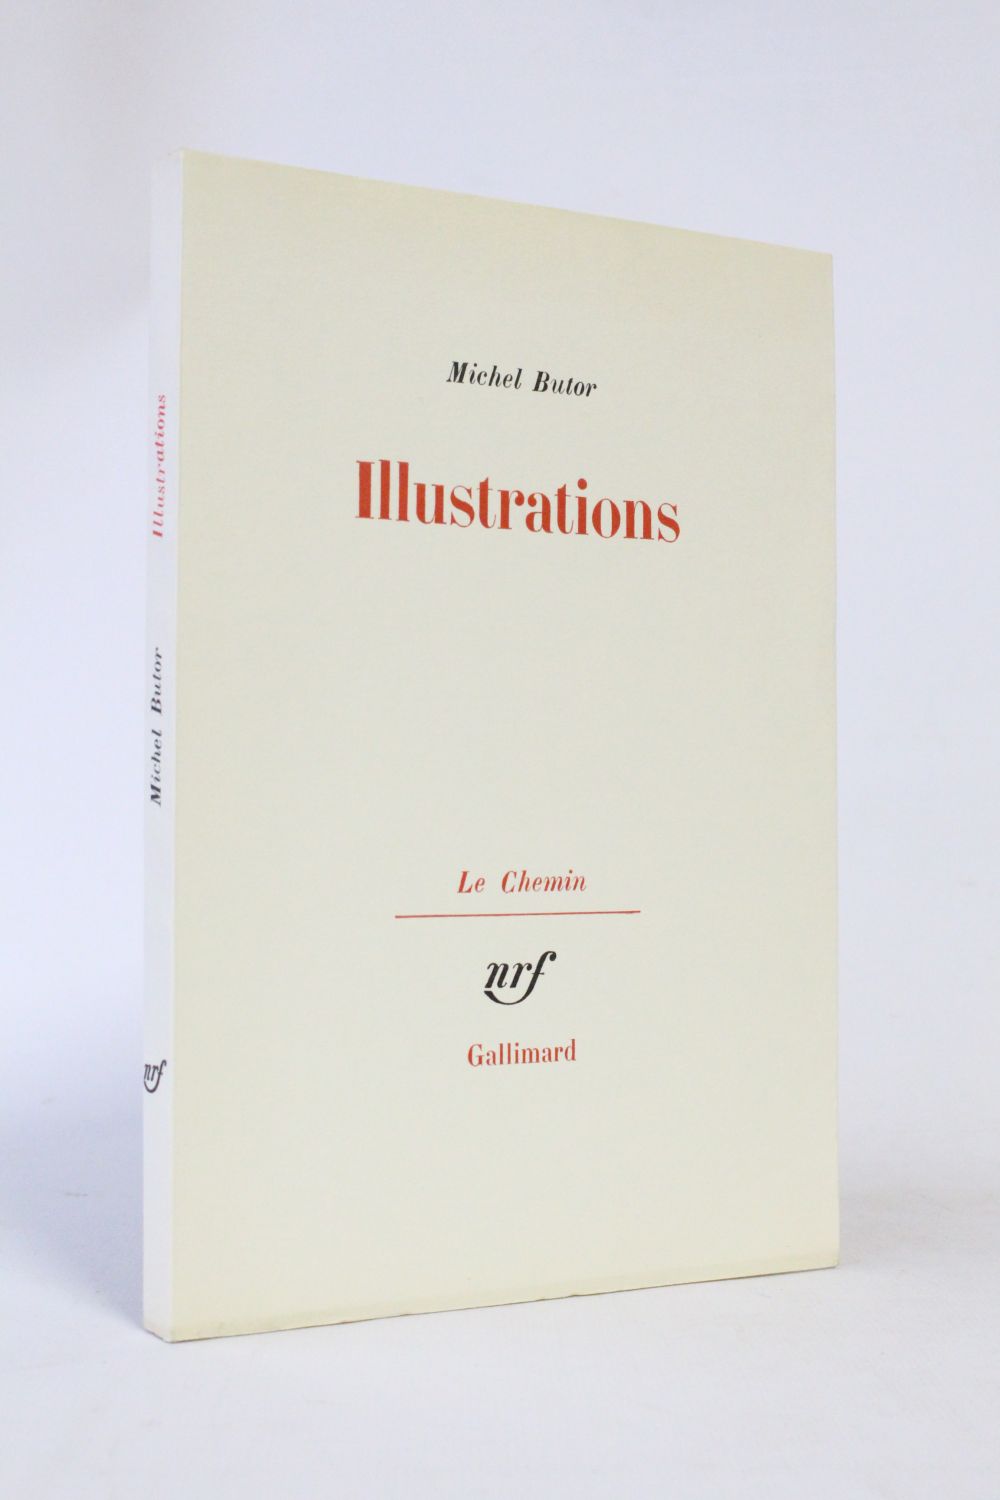 Michel Butor
Illustrations
Le Chemin
nrf
Gallimard
Illustrations
Michel Butor
nrf